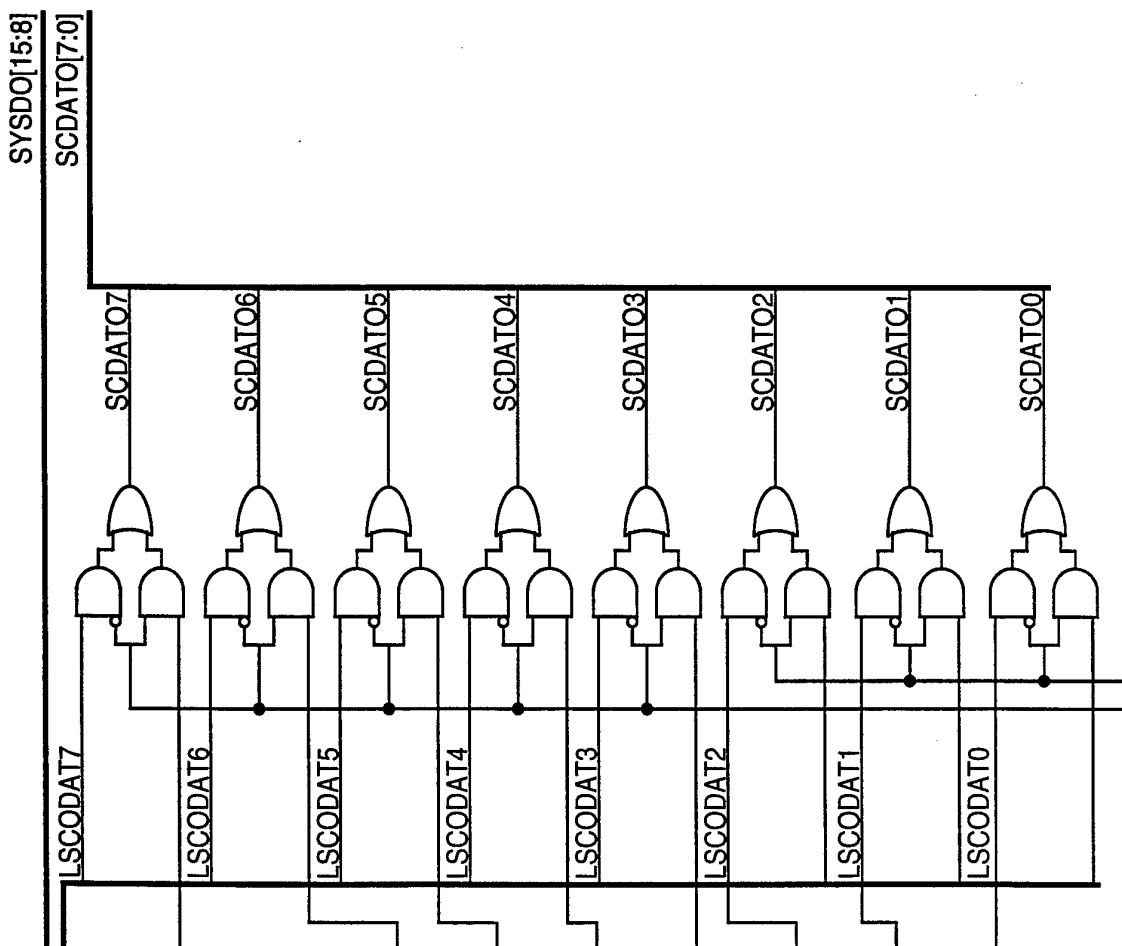 SYSDO[15:8]
SCDATO[7:0]
SCDATO7
SCDATO6
SCDATO5
SCDATO4
SCDATO3
SCDATO2
SCDATO1
SCDATO0
LSCODAT7
LSCODAT6
LSCODAT5
LSCODAT4
LSCODAT3
LSCODAT2
LSCODAT1
LSCODAT0